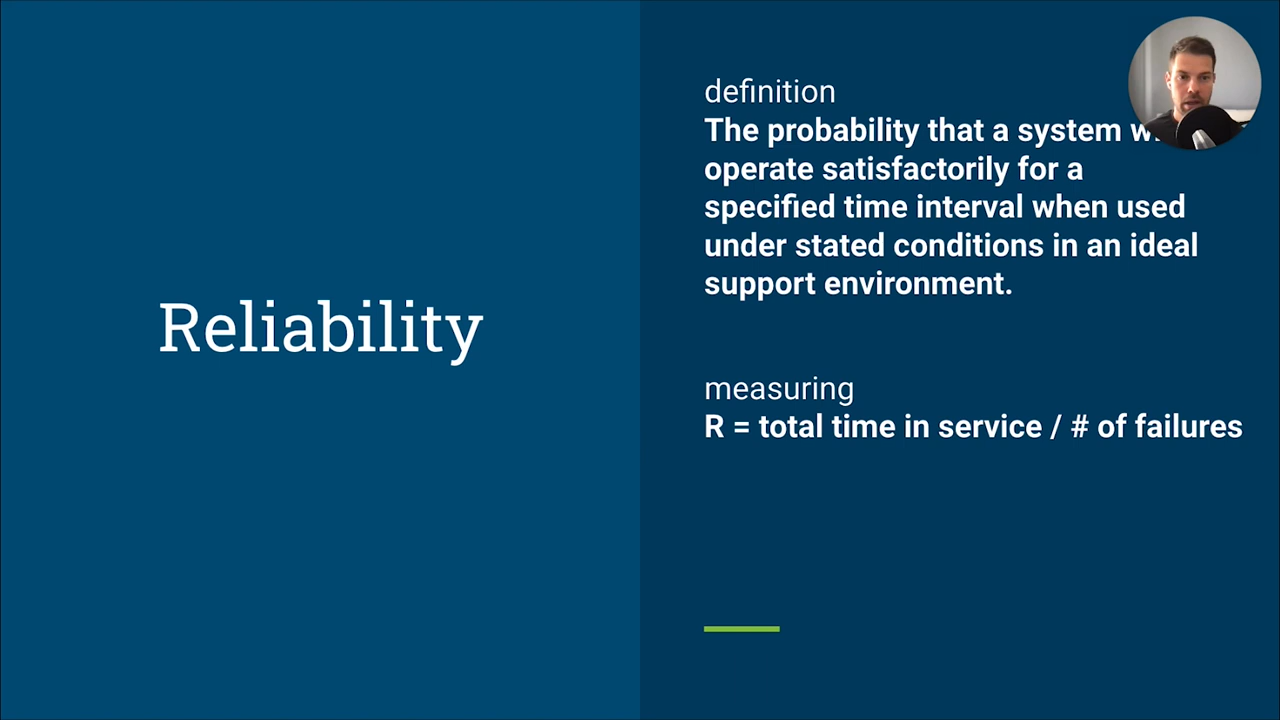 Reliability
definition
The probability that a system
operate satisfactorily for a
specified time interval when used
under stated conditions in an ideal
support environment.
measuring
R = total time in service / # of failures